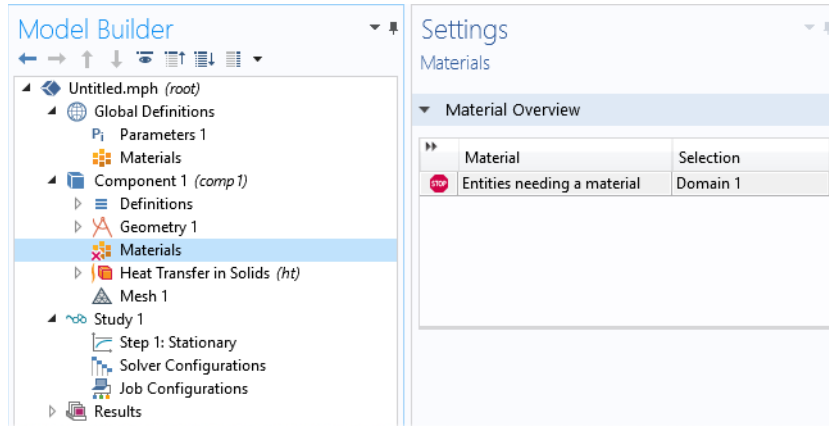 Model Builder
Untitled.mph (root)
Global Definitions
Pi Parameters 1
Materials
Component 1 (comp1)
Definitions
Geometry 1
Materials
Heat Transfer in Solids (ht)
Mesh 1
Study 1
Step 1: Stationary
Solver Configurations
Job Configurations
Results
Settings
Materials
Material Overview
Material Selection
STOP Entities needing a material Domain 1